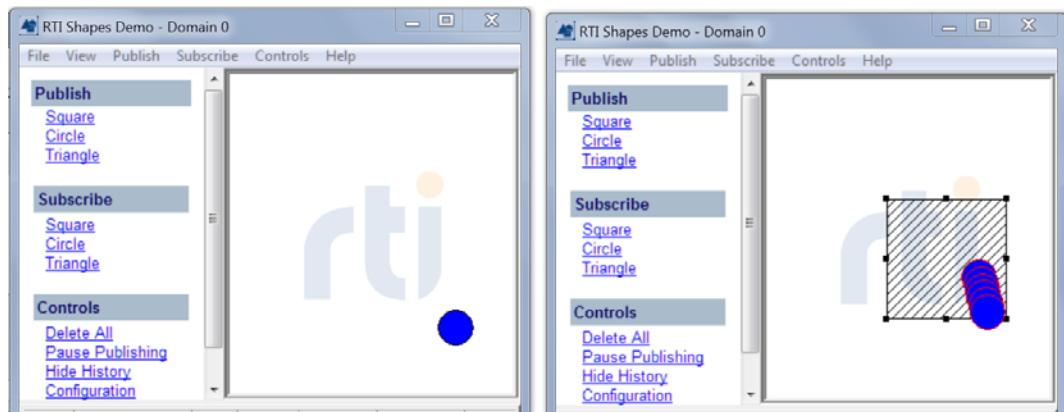 RTI Shapes Demo - Domain 0
File View Publish Subscribe Controls Help
Publish
Square
Circle
Triangle
Subscribe
Square
Circle
Triangle
Controls
Delete All
Pause Publishing
Hide History
Configuration
rti
RTI Shapes Demo - Domain 0
File View Publish Subscribe Controls Help
Publish
Square
Circle
Triangle
Subscribe
Square
Circle
Triangle
Controls
Delete All
Pause Publishing
Hide History
Configuration
rti